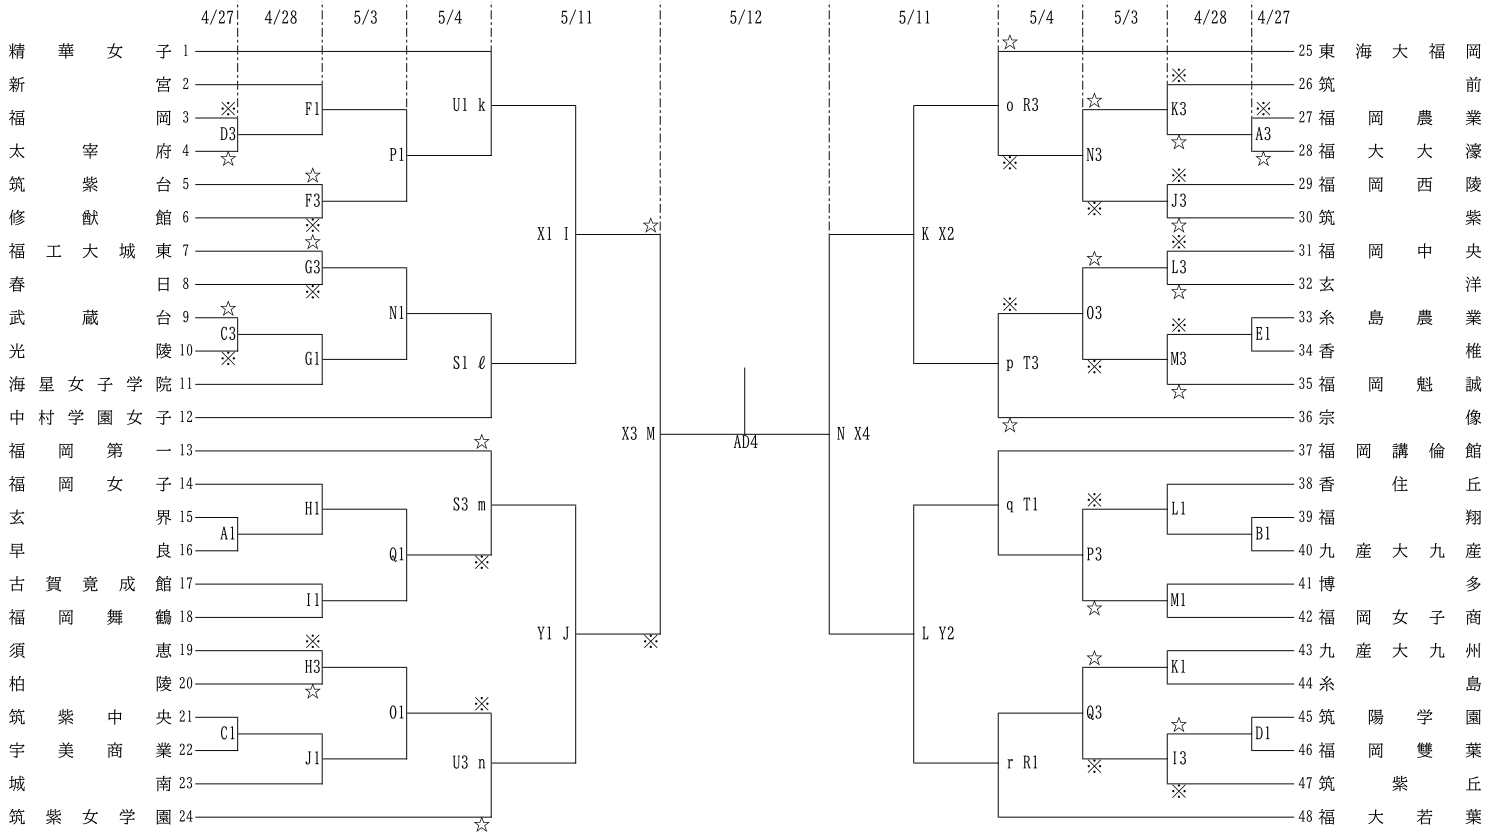 4/27 4/28 5/3 5/4 5/11 5/12 5/11 5/4 5/3 4/28 4/27
精華女子 1 ☆ 25 東海大福岡
新宮 2 F1 U1 k o R3 ☆ K3 ※ 26 筑前
福岡 3 ※ D3 ※ A3 27 福岡農業
太宰府 4 ☆ P1 N3 ※ ☆ ☆ 28 福大大濠
筑紫台 5 ☆ F3 ※ J3 29 福岡西陵
修猷館 6 ※ ☆ ※ ☆ 30 筑紫
福工大城東 7 ☆ G3 X1 I K X2 ☆ ※ L3 31 福岡中央
春日 8 ※ ☆ 32 玄洋
武蔵台 9 ☆ C3 N1 ※ O3 ※ E1 33 糸島農業
光陵 10 ※ G1 S1 ℓ p T3 ※ M3 34 香椎
海星女子学院 11 ☆ 35 福岡魁誠
中村学園女子 12 X3 M AD4 N X4 ☆ 36 宗像
福岡第一 13 ☆ 37 福岡講倫館
福岡女子 14 H1 S3 m q T1 ※ L1 38 香住丘
玄界 15 A1 B1 39 福翔
早良 16 Q1 ※ P3 40 九産大九産
古賀竟成館 17 I1 M1 41 博多
福岡舞鶴 18 ☆ 42 福岡女子商
須恵 19 ※ H3 Y1 J ※ L Y2 ☆ K1 43 九産大九州
柏陵 20 ☆ 44 糸島
筑紫中央 21 C1 O1 ※ Q3 ☆ D1 45 筑陽学園
宇美商業 22 J1 U3 n r R1 ※ I3 46 福岡雙葉
城南 23 ※ 47 筑紫丘
筑紫女学園 24 ☆ 48 福大若葉